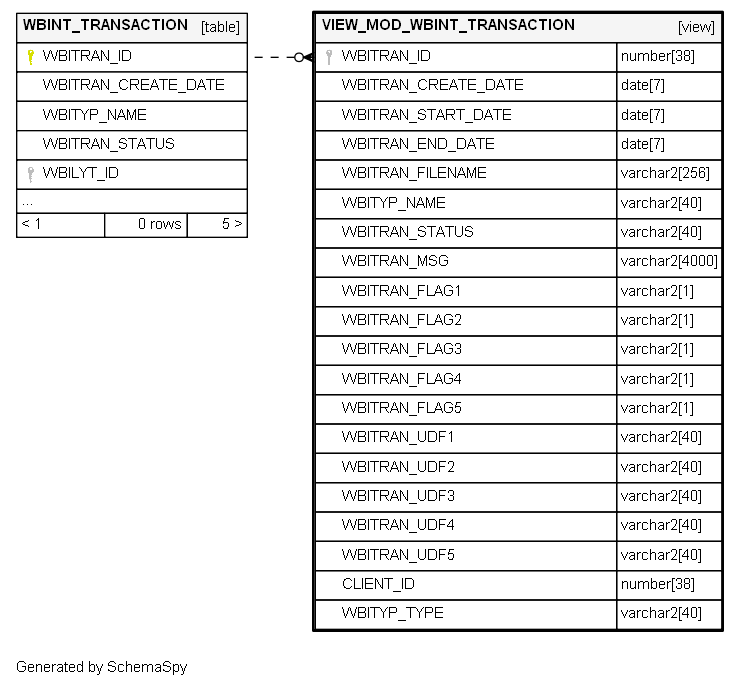 WBINT_TRANSACTION [table]
WBITRAN_ID
WBITRAN_CREATE_DATE
WBITYP_NAME
WBITRAN_STATUS
WBILYT_ID
...
< 1 0 rows 5 >
VIEW_MOD_WBINT_TRANSACTION [view]
WBITRAN_ID number[38]
WBITRAN_CREATE_DATE date[7]
WBITRAN_START_DATE date[7]
WBITRAN_END_DATE date[7]
WBITRAN_FILENAME varchar2[256]
WBITYP_NAME varchar2[40]
WBITRAN_STATUS varchar2[40]
WBITRAN_MSG varchar2[4000]
WBITRAN_FLAG1 varchar2[1]
WBITRAN_FLAG2 varchar2[1]
WBITRAN_FLAG3 varchar2[1]
WBITRAN_FLAG4 varchar2[1]
WBITRAN_FLAG5 varchar2[1]
WBITRAN_UDF1 varchar2[40]
WBITRAN_UDF2 varchar2[40]
WBITRAN_UDF3 varchar2[40]
WBITRAN_UDF4 varchar2[40]
WBITRAN_UDF5 varchar2[40]
CLIENT_ID number[38]
WBITYP_TYPE varchar2[40]
Generated by SchemaSpy